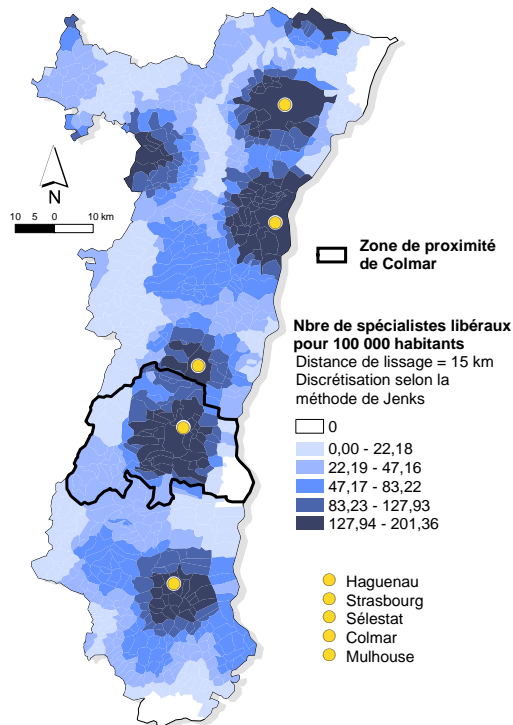 N
10 5 0 10 km
Zone de proximité
de Colmar
Nbre de spécialistes libéraux
pour 100 000 habitants
Distance de lissage = 15 km
Discrétisation selon la
méthode de Jenks
0
0,00 - 22,18
22,19 - 47,16
47,17 - 83,22
83,23 - 127,93
127,94 - 201,36
Haguenau
Strasbourg
Sélestat
Colmar
Mulhouse